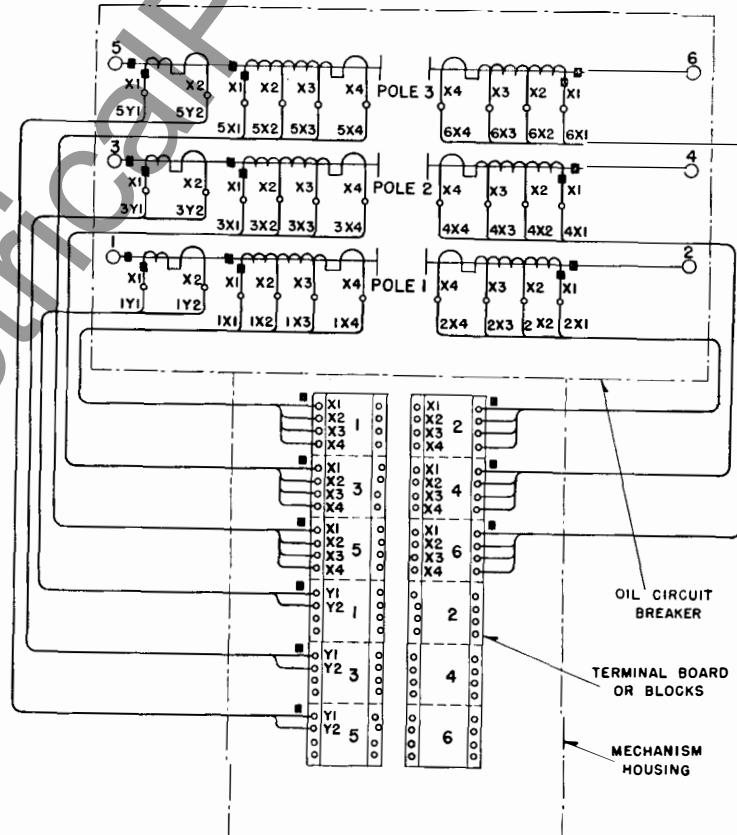 5 6
X1 X2 X1 X2 X3 X4 POLE 3 X4 X3 X2 X1
5Y1 5Y2 5X1 5X2 5X3 5X4 6X4 6X3 6X2 6X1
3 4
X1 X2 X1 X2 X3 X4 POLE 2 X4 X3 X2 X1
3Y1 3Y2 3X1 3X2 3X3 3X4 4X4 4X3 4X2 4X1
1 2
X1 X2 X1 X2 X3 X4 POLE 1 X4 X3 X2 X1
1Y1 1Y2 1X1 1X2 1X3 1X4 2X4 2X3 2 X2 2X1
X1 X1
X2 1 X2 2
X3 X3
X4 X4
X1 X1
X2 X2
X3 3 X3 4
X4 X4
X1 X1
X2 X2
X3 5 X3 6
X4 X4
Y1
Y2 1 2
Y1
Y2 3 4
Y1
Y2 5 6
OIL CIRCUIT
BREAKER
TERMINAL BOARD
OR BLOCKS
MECHANISM
HOUSING